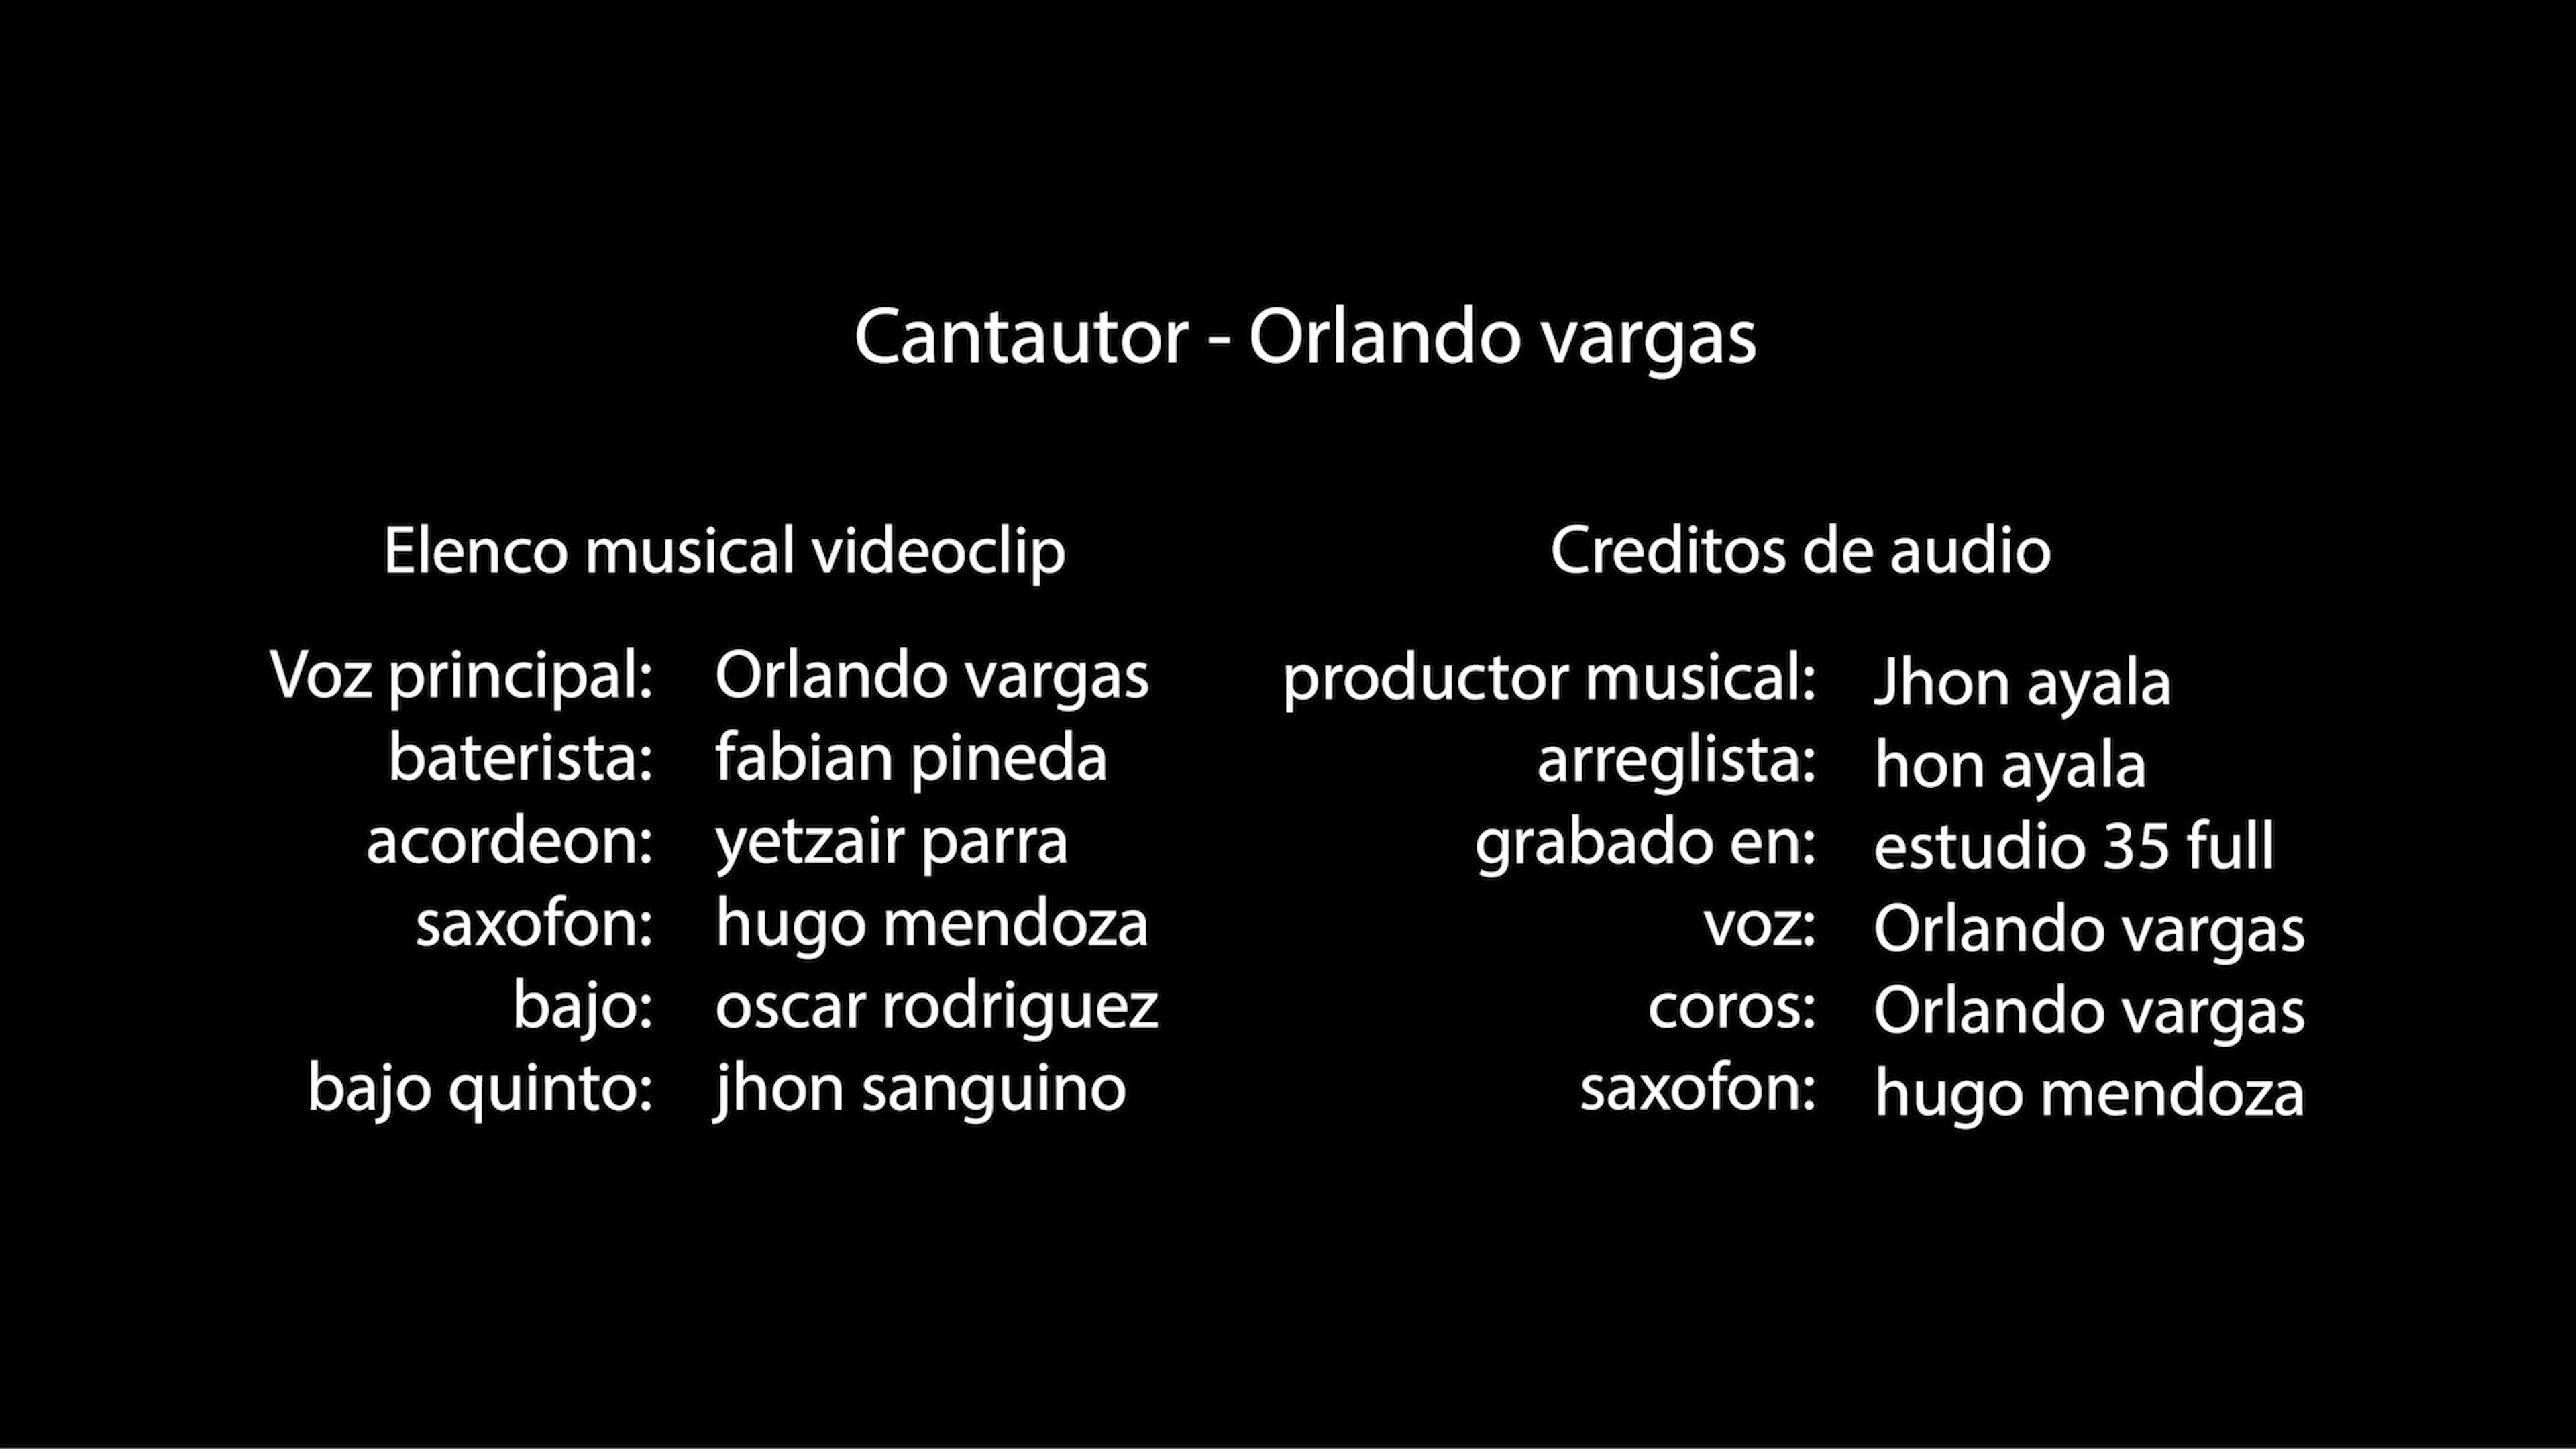 Cantautor - Orlando vargas
Elenco musical videoclip
Voz principal: Orlando vargas
baterista: fabian pineda
acordeon: yetzair parra
saxofon: hugo mendoza
bajo: oscar rodriguez
bajo quinto: jhon sanguino
Creditos de audio
productor musical: Jhon ayala
arreglista: hon ayala
grabado en: estudio 35 full
voz: Orlando vargas
coros: Orlando vargas
saxofon: hugo mendoza